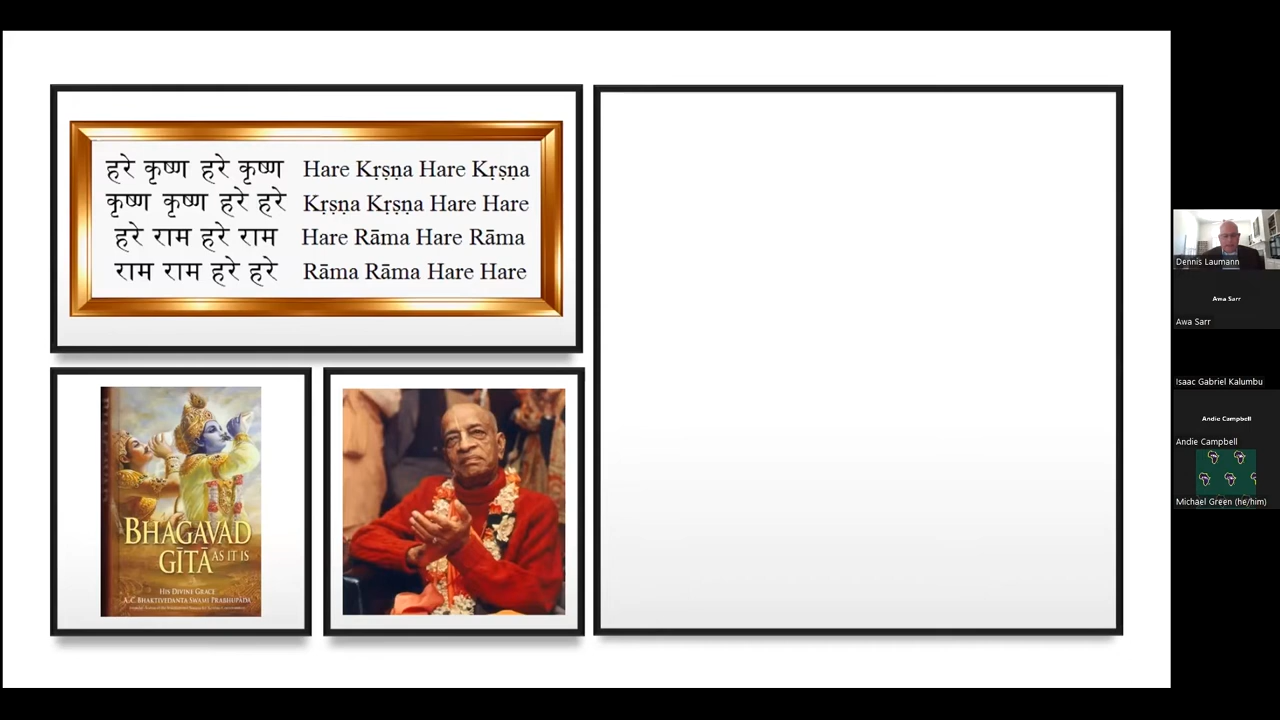 हरे कृष्ण हरे कृष्ण Hare Kṛṣṇa Hare Kṛṣṇa
कृष्ण कृष्ण हरे हरे Kṛṣṇa Kṛṣṇa Hare Hare
हरे राम हरे राम Hare Rāma Hare Rāma
राम राम हरे हरे Rāma Rāma Hare Hare
BHAGAVAD
GĪTĀ AS IT IS
HIS DIVINE GRACE
A.C. BHAKTIVEDANTA SWAMI PRABHUPĀDA
Dennis Laumann
Awa Sarr
Awa Sarr
Isaac Gabriel Kalumbu
Andie Campbell
Andie Campbell
Michael Green (he/him)